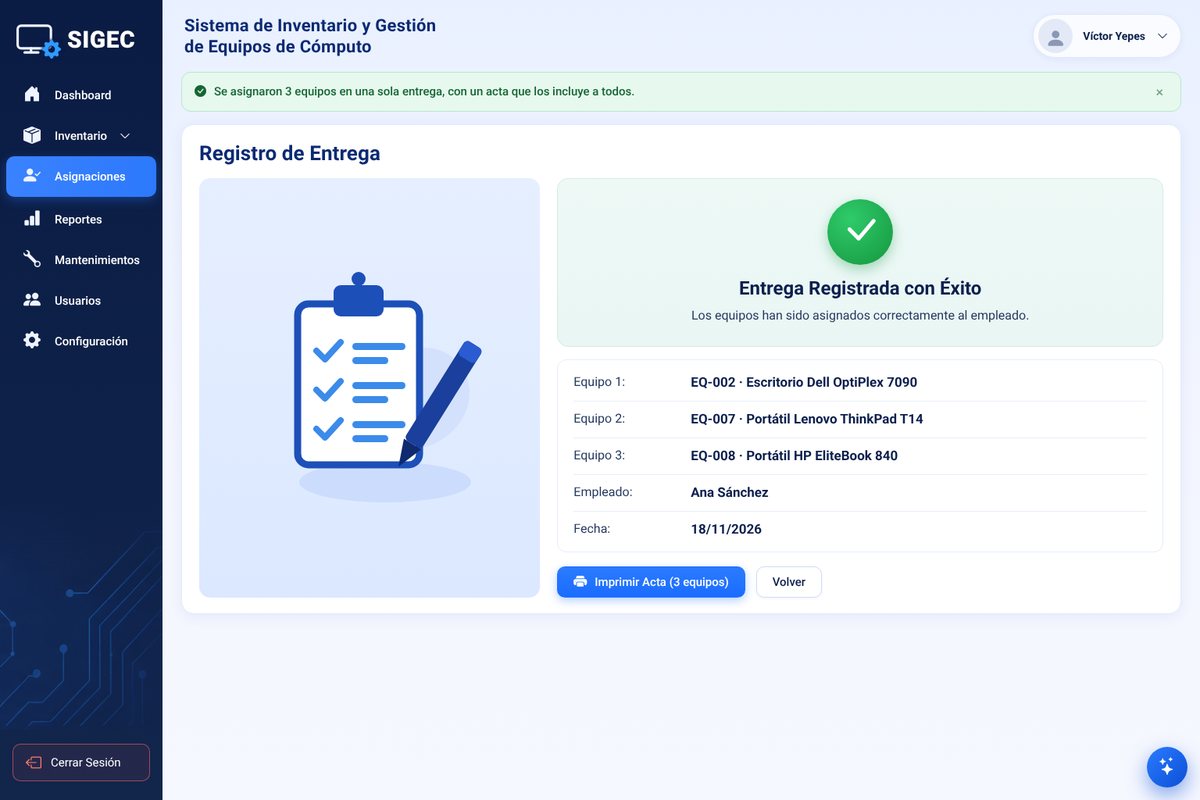 SIGEC
Dashboard
Inventario
Asignaciones
Reportes
Mantenimientos
Usuarios
Configuración
Cerrar Sesión
Sistema de Inventario y Gestión
de Equipos de Cómputo
Víctor Yepes
Se asignaron 3 equipos en una sola entrega, con un acta que los incluye a todos.
×
Registro de Entrega
Entrega Registrada con Éxito
Los equipos han sido asignados correctamente al empleado.
Equipo 1: EQ-002 · Escritorio Dell OptiPlex 7090
Equipo 2: EQ-007 · Portátil Lenovo ThinkPad T14
Equipo 3: EQ-008 · Portátil HP EliteBook 840
Empleado: Ana Sánchez
Fecha: 18/11/2026
Imprimir Acta (3 equipos)
Volver